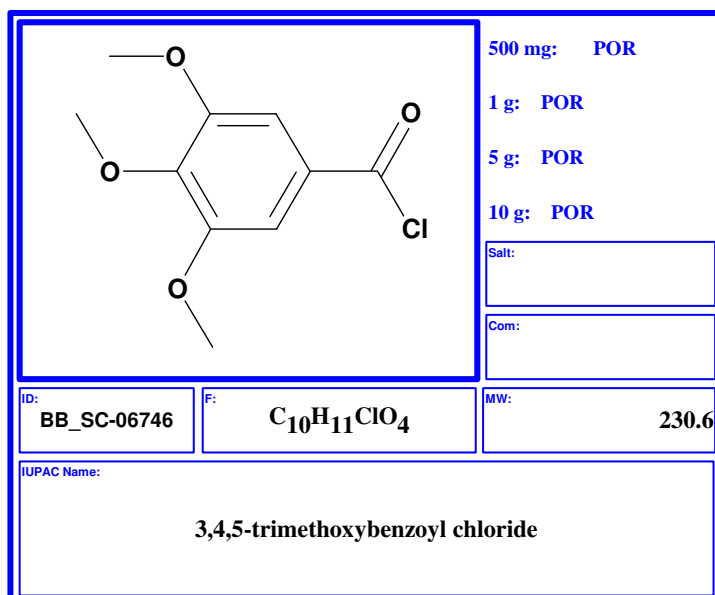 O
O
O
O
Cl
500 mg: POR
1 g: POR
5 g: POR
10 g: POR
Salt:
Com:
ID:
BB_SC-06746
F:
C10H11ClO4
MW:
230.6
IUPAC Name:
3,4,5-trimethoxybenzoyl chloride